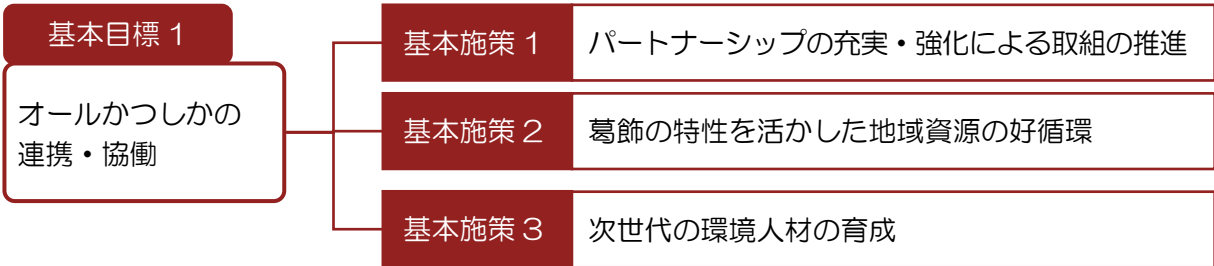 基本目標 1
オールかつしかの
連携・協働
基本施策 1
パートナーシップの充実・強化による取組の推進
基本施策 2
葛飾の特性を活かした地域資源の好循環
基本施策 3
次世代の環境人材の育成